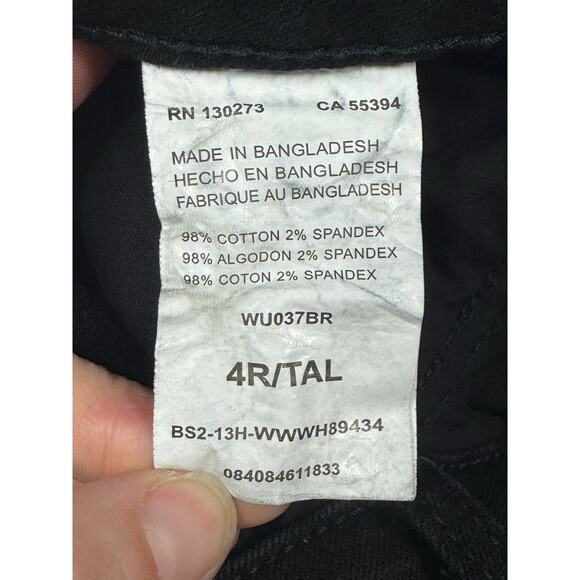 RN 130273 CA 55394
MADE IN BANGLADESH
HECHO EN BANGLADESH
FABRIQUE AU BANGLADESH
98% COTTON 2% SPANDEX
98% ALGODON 2% SPANDEX
98% COTON 2% SPANDEX
WU037BR
4R/TAL
BS2-13H-WWWH89434
084084611833